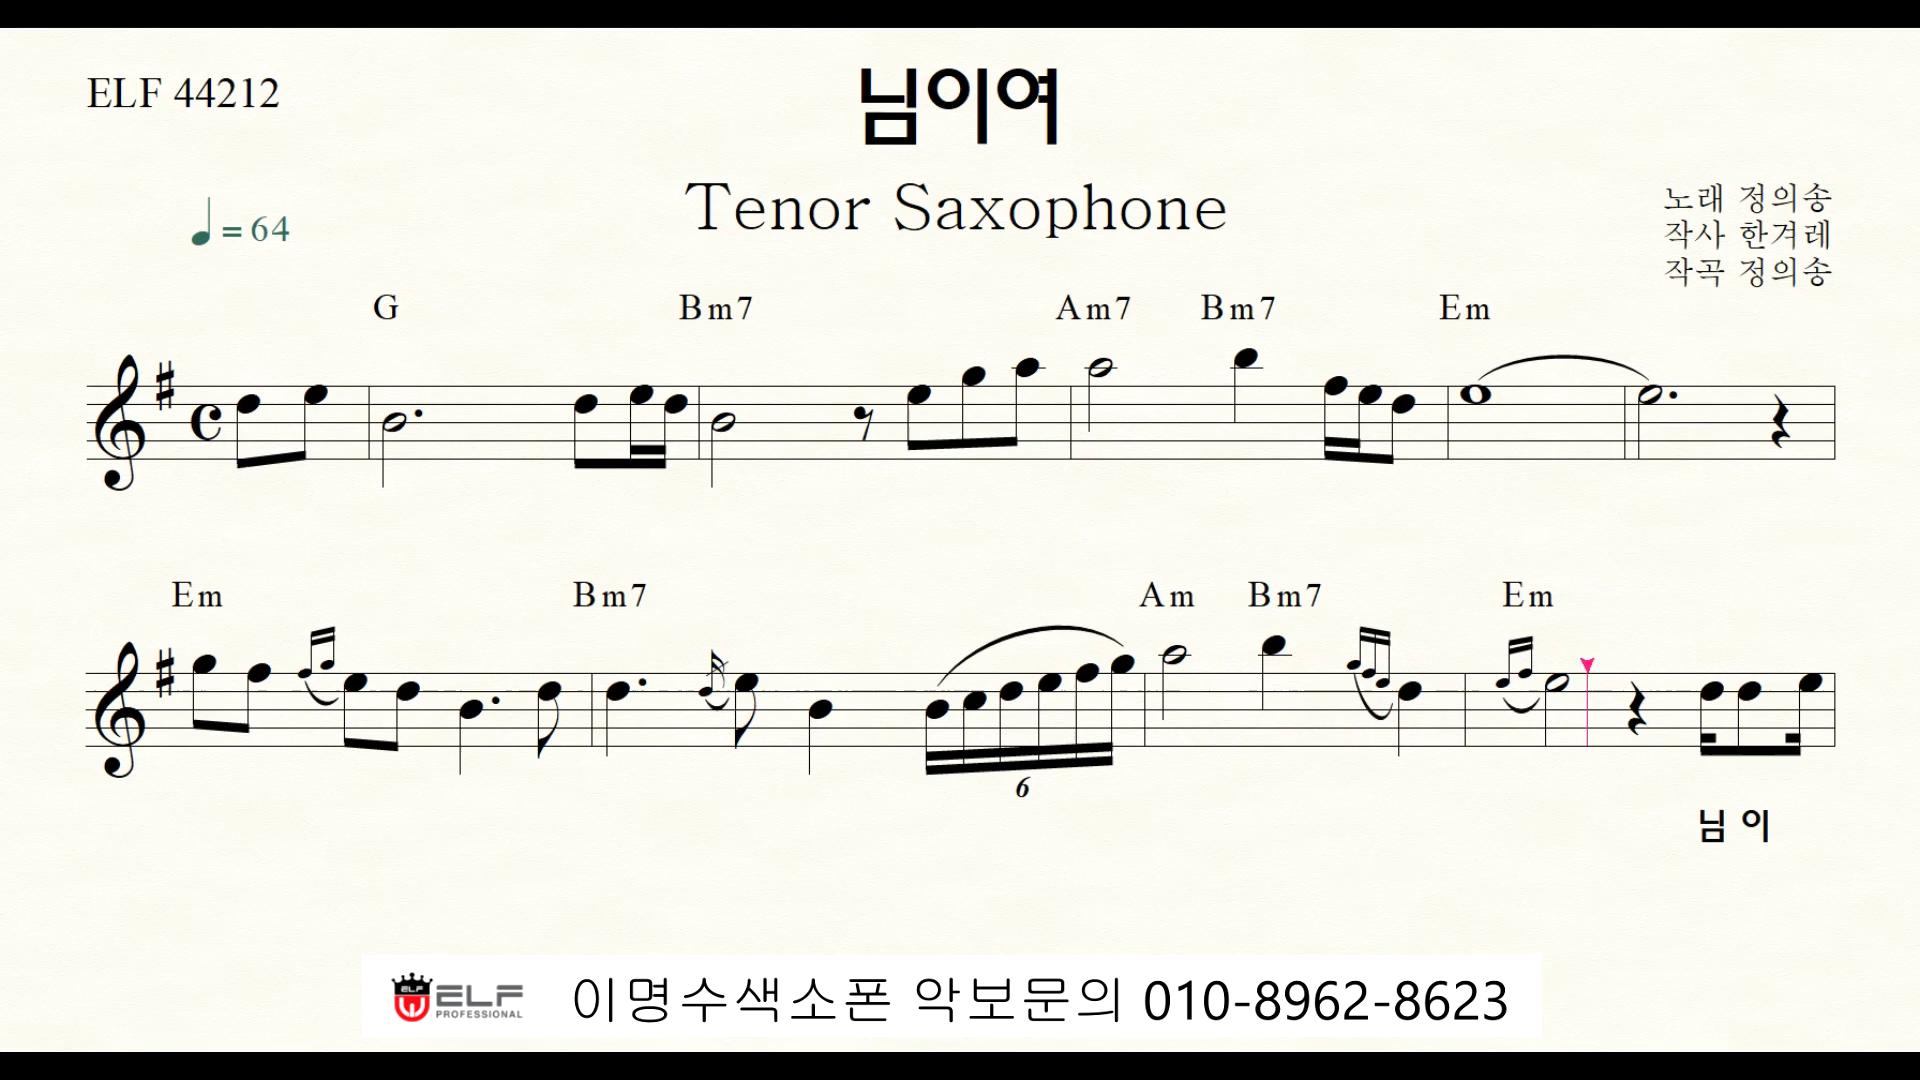 ELF 44212
님이여
Tenor Saxophone
♩ = 64
노래 정의송
작사 한겨레
작곡 정의송
G Bm7 Am7 Bm7 Em
Em Bm7 Am Bm7 Em
6
님 이
ELF
ELF
PROFESSIONAL
이명수색소폰 악보문의 010-8962-8623